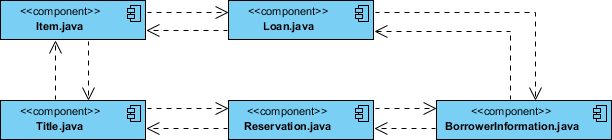 <<component>>
Item.java
<<component>>
Loan.java
<<component>>
Title.java
<<component>>
Reservation.java
<<component>>
BorrowerInformation.java